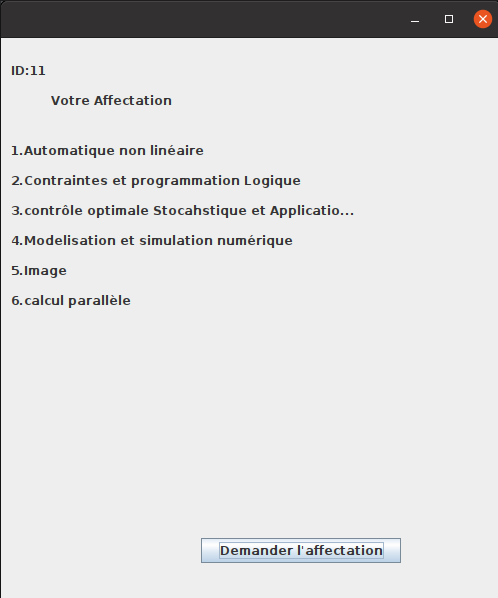 ID:11
Votre Affectation
1.Automatique non linéaire
2.Contraintes et programmation Logique
3.contrôle optimale Stocahstique et Applicatio...
4.Modelisation et simulation numérique
5.Image
6.calcul parallèle
Demander l'affectation